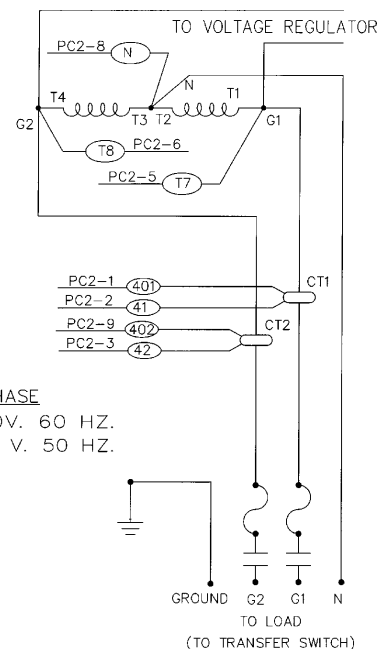 TO VOLTAGE REGULATOR
PC2-8 N
N
T4 T3 T2 T1
G2 G1
T8 PC2-6
PC2-5 T7
PC2-1 401 CT1
PC2-2 41
PC2-9 402 CT2
PC2-3 42
HASE
0V. 60 HZ.
V. 50 HZ.
GROUND G2 G1 N
TO LOAD
(TO TRANSFER SWITCH)